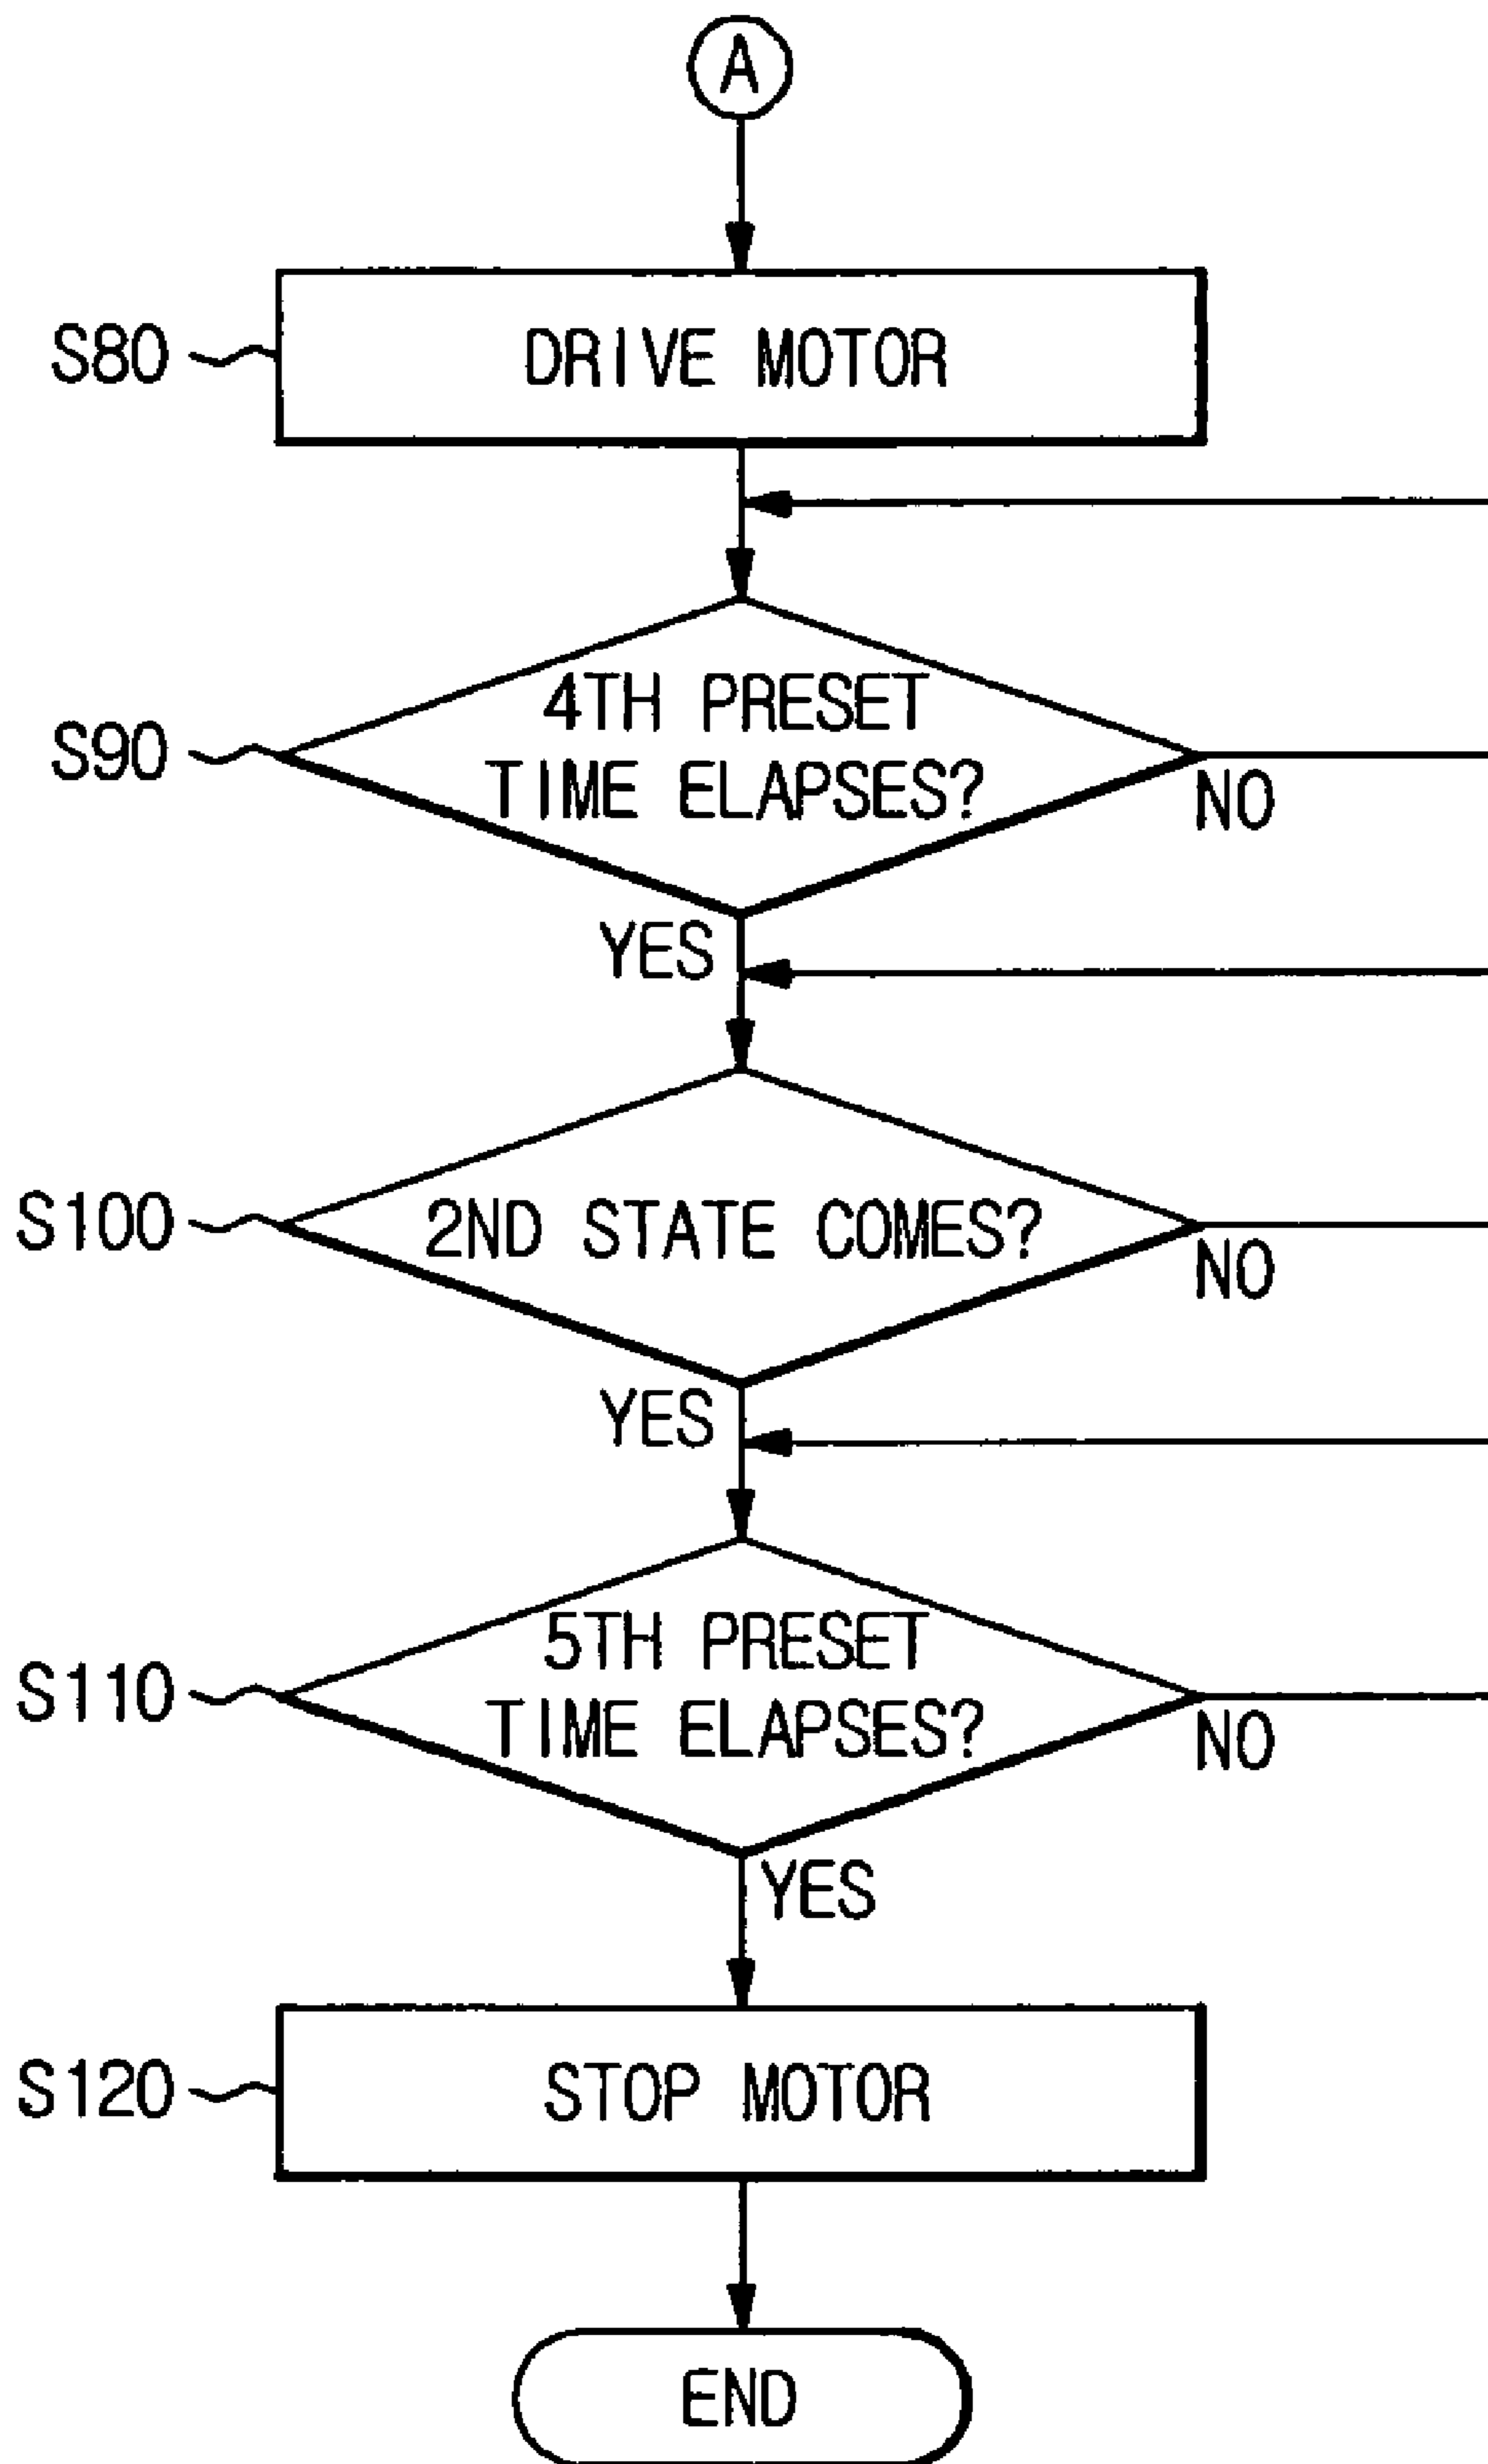 A
S80
DRIVE MOTOR
S90
4TH PRESET
TIME ELAPSES?
NO
YES
S100
2ND STATE COMES?
NO
YES
S110
5TH PRESET
TIME ELAPSES?
NO
YES
S120
STOP MOTOR
END